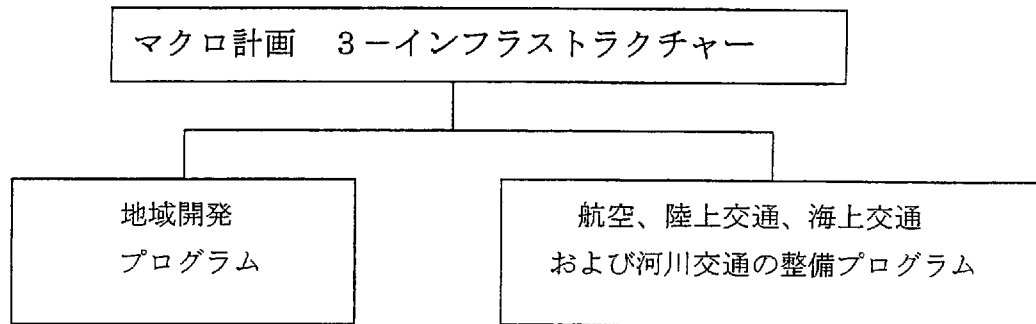 マクロ計画　３－インフラストラクチャー
地域開発
プログラム
航空、陸上交通、海上交通
および河川交通の整備プログラム